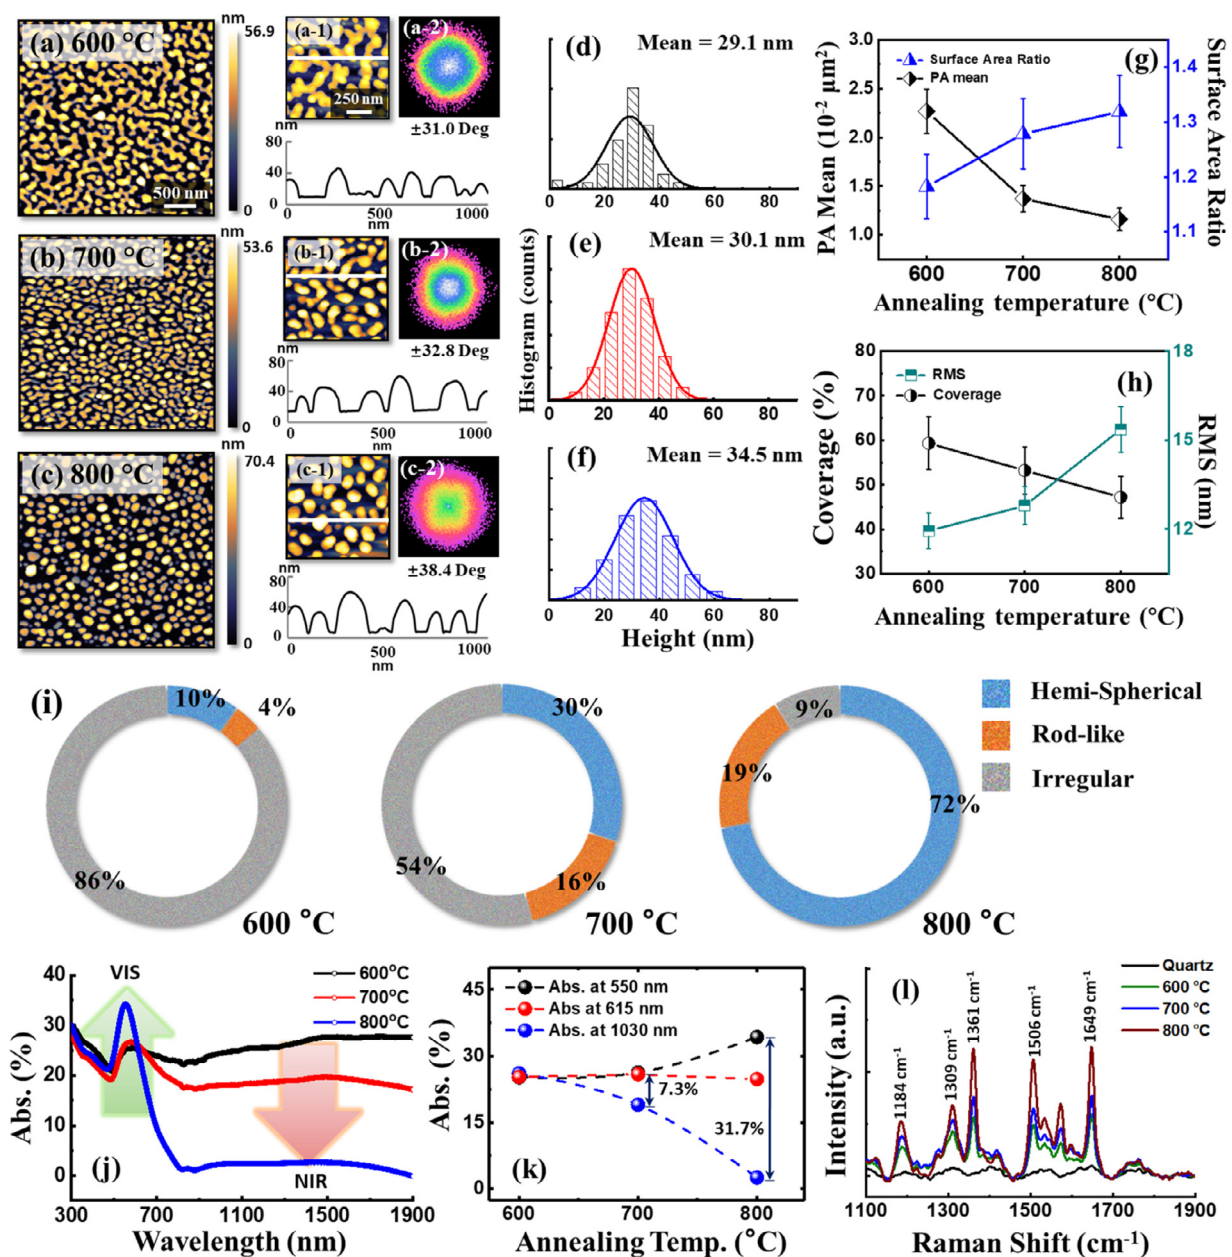 (a) 600 °C
nm
56.9
0
500 nm
(a-1)
250 nm
(a-2)
±31.0 Deg
nm
80
40
0
0
500
1000
nm
(b) 700 °C
nm
53.6
0
(b-1)
(b-2)
±32.8 Deg
nm
80
40
0
0
500
1000
nm
(c) 800 °C
nm
70.4
0
(c-1)
(c-2)
±38.4 Deg
nm
80
40
0
0
500
1000
nm
(d)
Mean = 29.1 nm
0 20 40 60 80
(e)
Mean = 30.1 nm
0 20 40 60 80
(f)
Mean = 34.5 nm
0 20 40 60 80
Histogram (counts)
Height (nm)
(g)
Surface Area Ratio
PA mean
PA Mean (10⁻² μm²)
3.0
2.5
2.0
1.5
1.0
Surface Area Ratio
1.4
1.3
1.2
1.1
600 700 800
Annealing temperature (°C)
(h)
RMS
Coverage
Coverage (%)
80
70
60
50
40
30
RMS (nm)
18
15
12
600 700 800
Annealing temperature (°C)
(i)
10%
4%
86%
600 °C
30%
16%
54%
700 °C
9%
19%
72%
800 °C
Hemi-Spherical
Rod-like
Irregular
(j)
VIS
NIR
600°C
700°C
800°C
Abs. (%)
40
30
20
10
0
300 700 1100 1500 1900
Wavelength (nm)
(k)
Abs. at 550 nm
Abs. at 615 nm
Abs. at 1030 nm
7.3%
31.7%
Abs. (%)
45
30
15
0
600 700 800
Annealing Temp. (°C)
(l)
Quartz
600 °C
700 °C
800 °C
1184 cm⁻¹
1309 cm⁻¹
1361 cm⁻¹
1506 cm⁻¹
1649 cm⁻¹
Intensity (a.u.)
1100 1300 1500 1700 1900
Raman Shift (cm⁻¹)